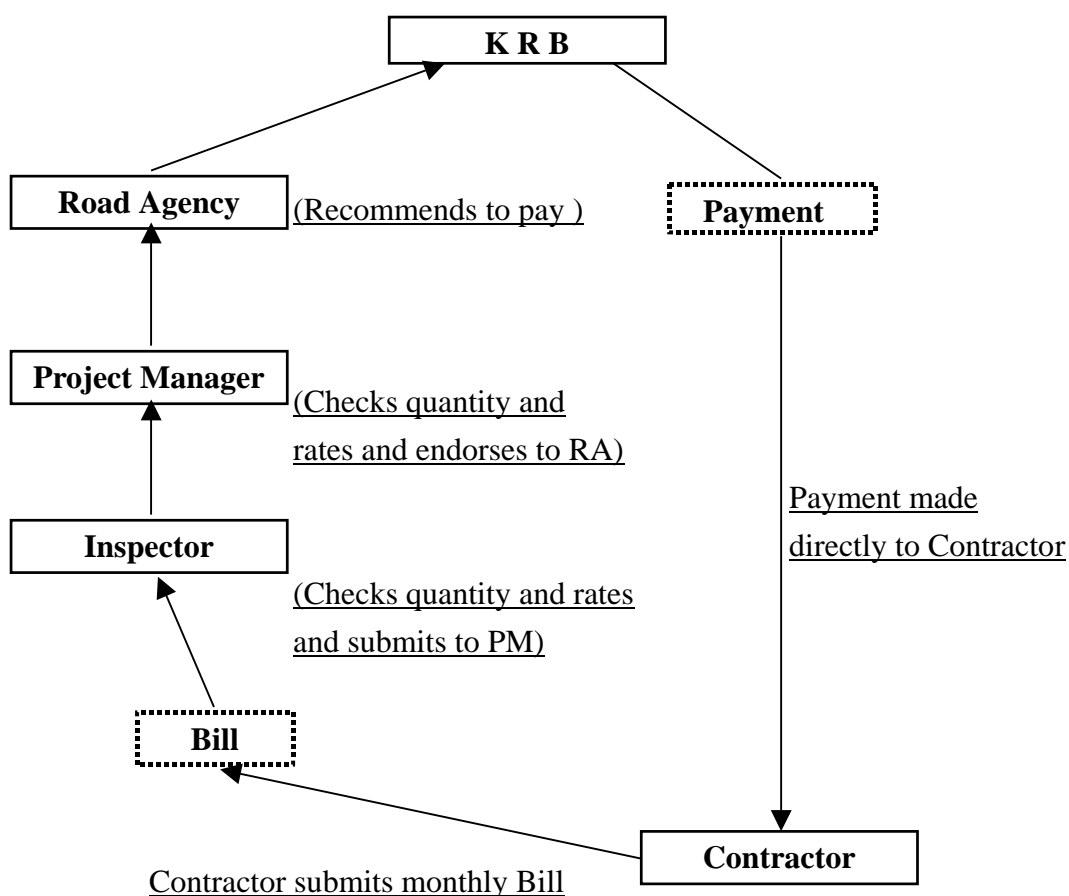 K R B
Road Agency
(Recommends to pay )
Payment
Project Manager
(Checks quantity and
rates and endorses to RA)
Payment made
directly to Contractor
Inspector
(Checks quantity and rates
and submits to PM)
Bill
Contractor
Contractor submits monthly Bill